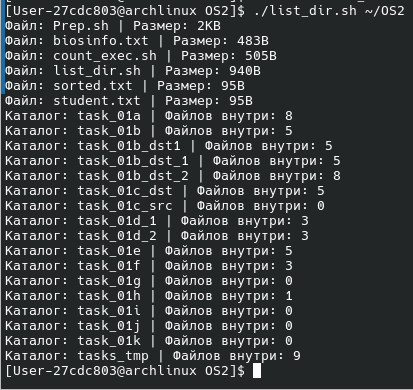 [User-27cdc803@archlinux OS2]$ ./list_dir.sh ~/OS2
Файл: Prep.sh | Размер: 2KB
Файл: biosinfo.txt | Размер: 483B
Файл: count_exec.sh | Размер: 505B
Файл: list_dir.sh | Размер: 940B
Файл: sorted.txt | Размер: 95B
Файл: student.txt | Размер: 95B
Каталог: task_01a | Файлов внутри: 8
Каталог: task_01b | Файлов внутри: 5
Каталог: task_01b_dst1 | Файлов внутри: 5
Каталог: task_01b_dst_1 | Файлов внутри: 5
Каталог: task_01b_dst_2 | Файлов внутри: 8
Каталог: task_01c_dst | Файлов внутри: 5
Каталог: task_01c_src | Файлов внутри: 0
Каталог: task_01d_1 | Файлов внутри: 3
Каталог: task_01d_2 | Файлов внутри: 3
Каталог: task_01e | Файлов внутри: 5
Каталог: task_01f | Файлов внутри: 3
Каталог: task_01g | Файлов внутри: 0
Каталог: task_01h | Файлов внутри: 1
Каталог: task_01i | Файлов внутри: 0
Каталог: task_01j | Файлов внутри: 0
Каталог: task_01k | Файлов внутри: 0
Каталог: tasks_tmp | Файлов внутри: 9
[User-27cdc803@archlinux OS2]$